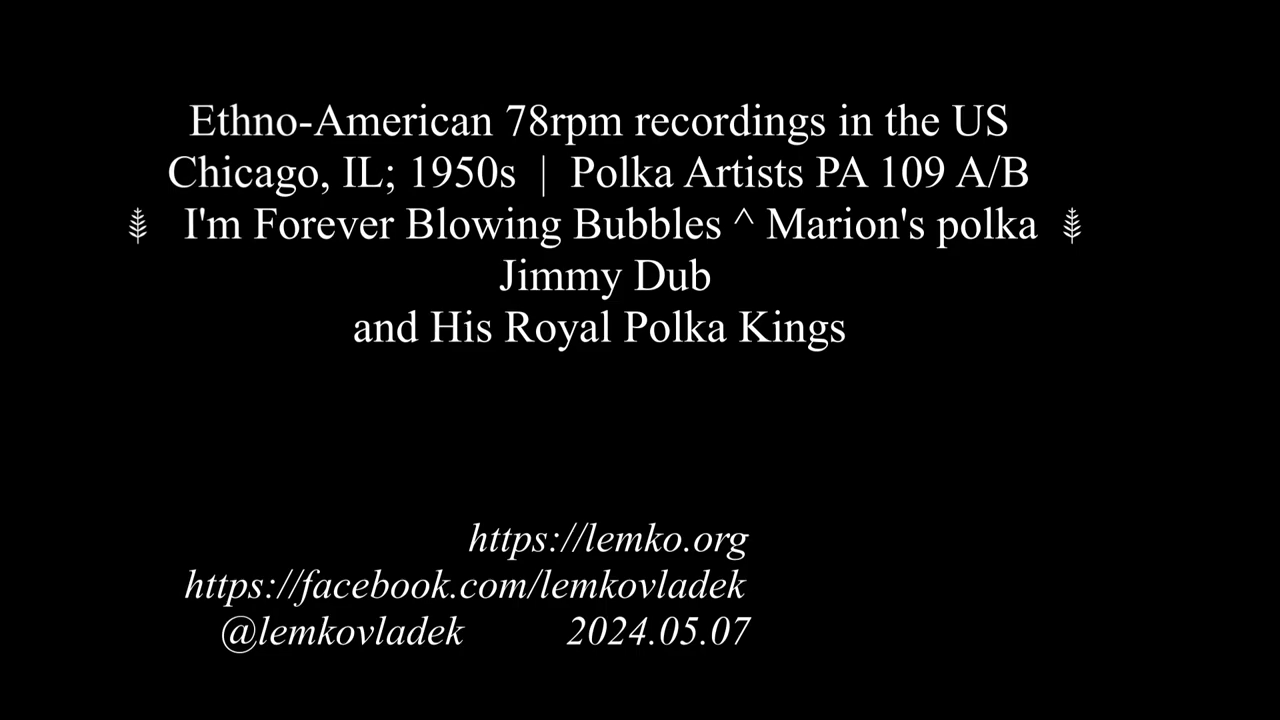 Ethno-American 78rpm recordings in the US
Chicago, IL; 1950s | Polka Artists PA 109 A/B
I'm Forever Blowing Bubbles ^ Marion's polka
Jimmy Dub
and His Royal Polka Kings
https://lemko.org
https://facebook.com/lemkovladek
@lemkovladek 2024.05.07